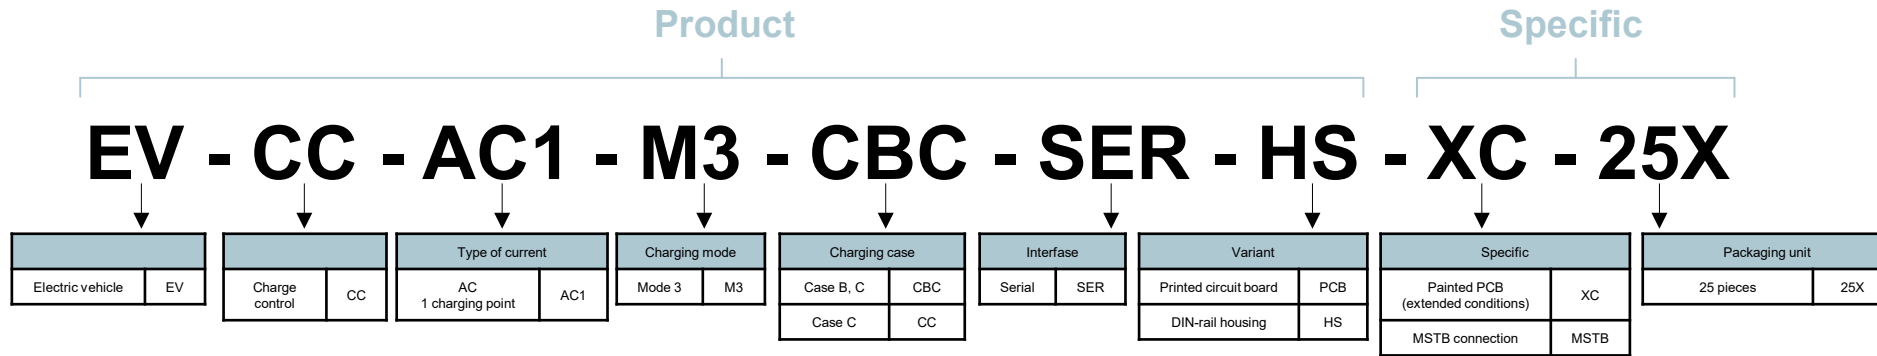 Product Specific
EV - CC - AC1 - M3 - CBC - SER - HS - XC - 25X
Type of current Charging mode Charging case Interfase Variant Specific Packaging unit
Electric vehicle EV
Charge
control
CC
AC
1 charging point
AC1
Mode 3 M3
Case B, C CBC
Case C CC
Serial SER
Printed circuit board PCB
DIN-rail housing HS
Painted PCB
(extended conditions)
XC
MSTB connection MSTB
25 pieces 25X